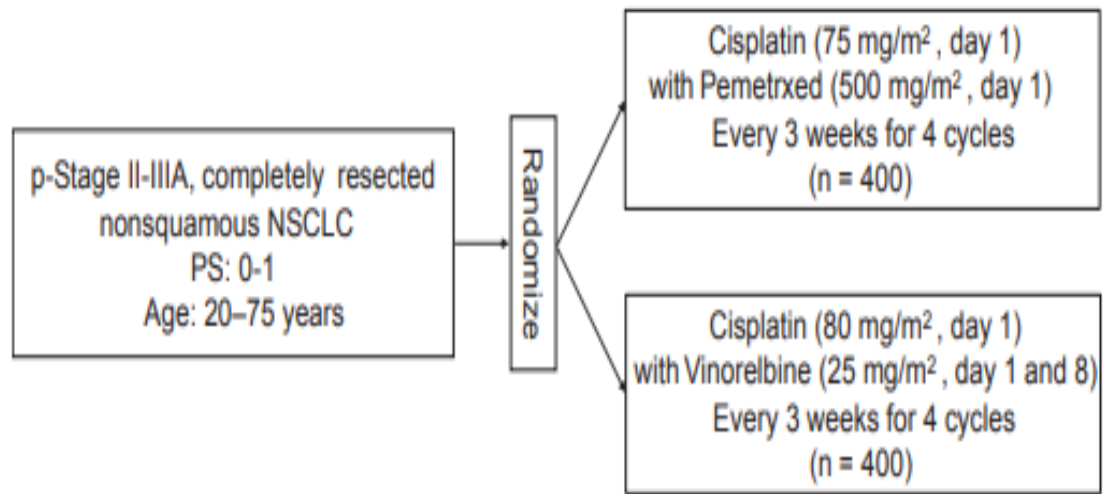 p-Stage II-IIIA, completely resected
nonsquamous NSCLC
PS: 0-1
Age: 20–75 years
Randomize
Cisplatin (75 mg/m², day 1)
with Pemetrxed (500 mg/m², day 1)
Every 3 weeks for 4 cycles
(n = 400)
Cisplatin (80 mg/m², day 1)
with Vinorelbine (25 mg/m², day 1 and 8)
Every 3 weeks for 4 cycles
(n = 400)